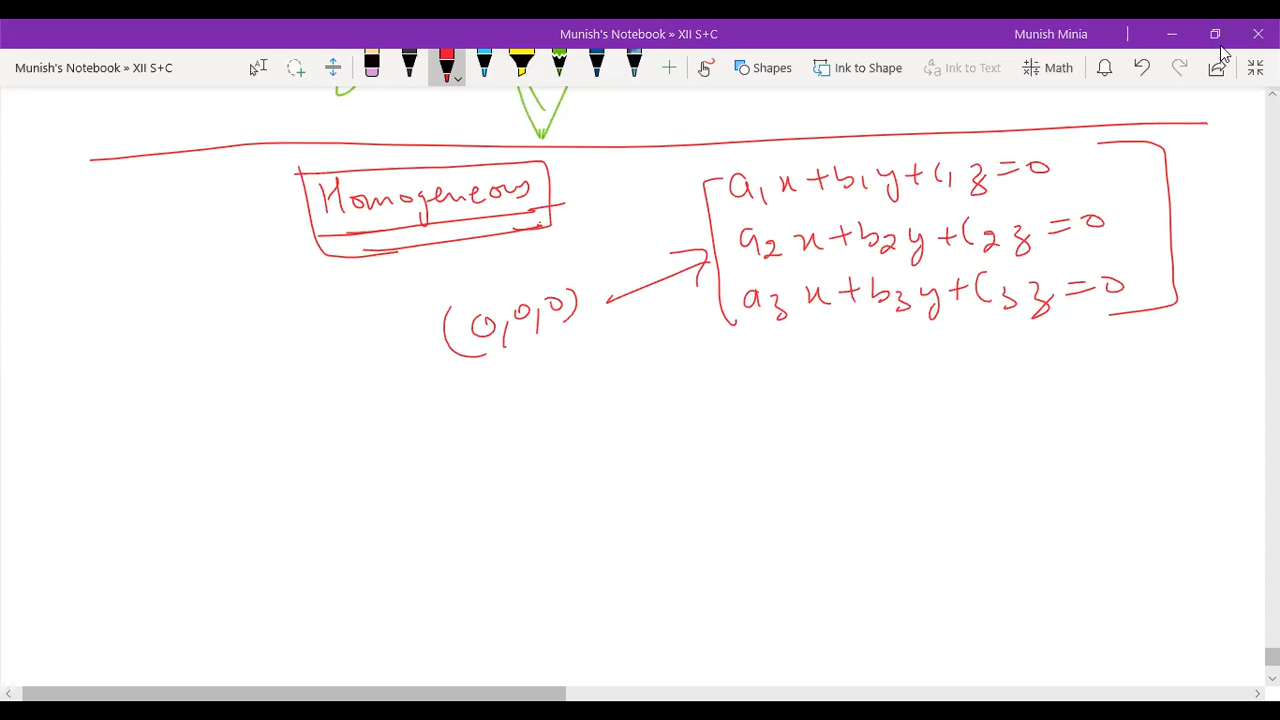 Munish's Notebook » XII S+C
Munish Minia
Munish's Notebook » XII S+C
Shapes
Ink to Shape
Ink to Text
Math
Homogeneous
a₁x+b₁y+c₁z=0
a₂x+b₂y+c₂z=0
a₃x+b₃y+c₃z=0
(0,0,0)